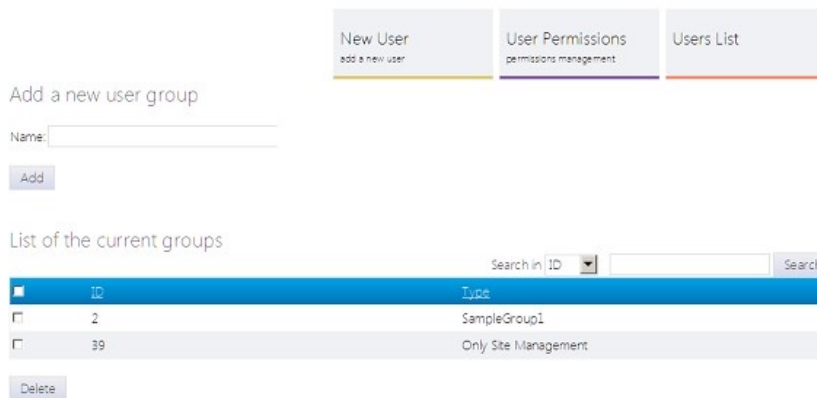 New User
add a new user
User Permissions
permissions management
Users List
Add a new user group
Name:
Add
List of the current groups
Search in ID Search
ID Type
2 SampleGroup1
39 Only Site Management
Delete